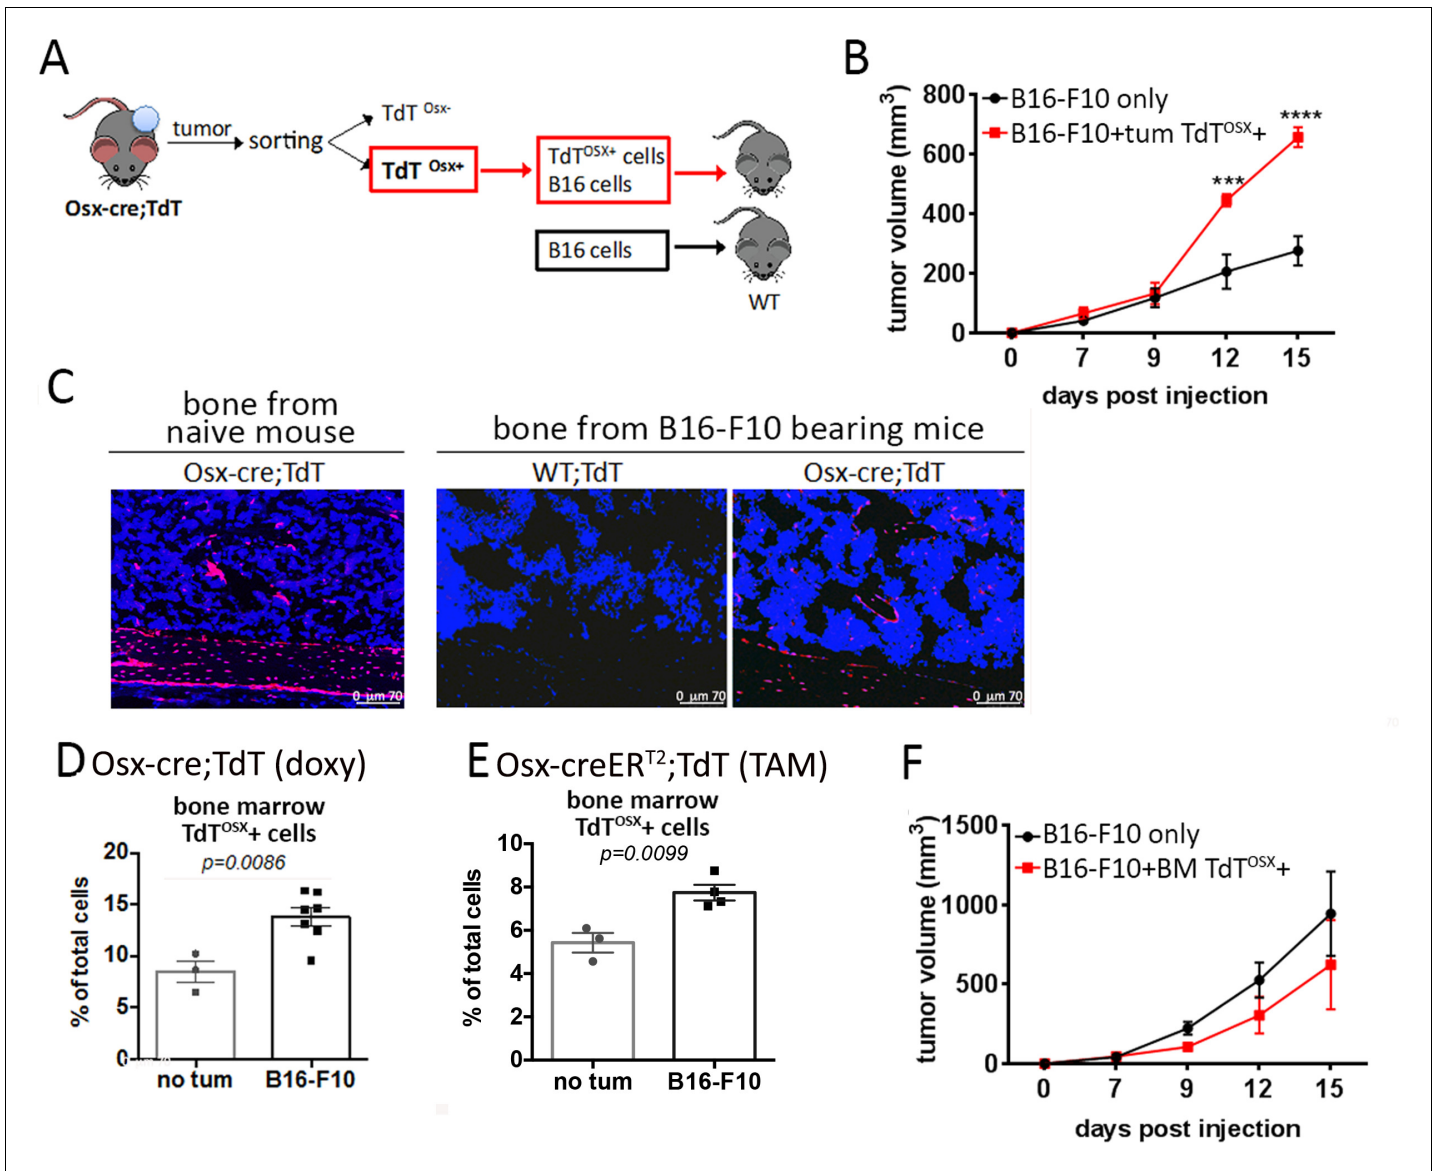 A
tumor
sorting
TdT Osx-
TdT Osx+
Osx-cre;TdT
TdTOSX+ cells
B16 cells
B16 cells
WT
B
B16-F10 only
B16-F10+tum TdTOSX+
tumor volume (mm3)
800
600
400
200
0
***
****
0 7 9 12 15
days post injection
C
bone from
naive mouse
bone from B16-F10 bearing mice
Osx-cre;TdT
WT;TdT
Osx-cre;TdT
0 µm 70
0 µm 70
0 µm 70
70
D Osx-cre;TdT (doxy)
bone marrow
TdTOSX+ cells
p=0.0086
% of total cells
20
15
10
5
0
no tum B16-F10
E Osx-creERT2;TdT (TAM)
bone marrow
TdTOSX+ cells
p=0.0099
% of total cells
10
8
6
4
2
0
no tum B16-F10
F
B16-F10 only
B16-F10+BM TdTOSX+
tumor volume (mm3)
1500
1000
500
0
0 7 9 12 15
days post injection